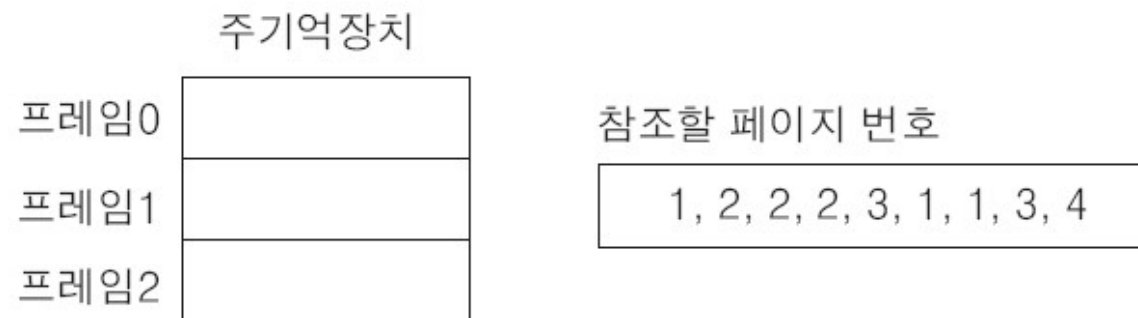 주기억장치
프레임0
프레임1
프레임2
참조할 페이지 번호
1, 2, 2, 2, 3, 1, 1, 3, 4